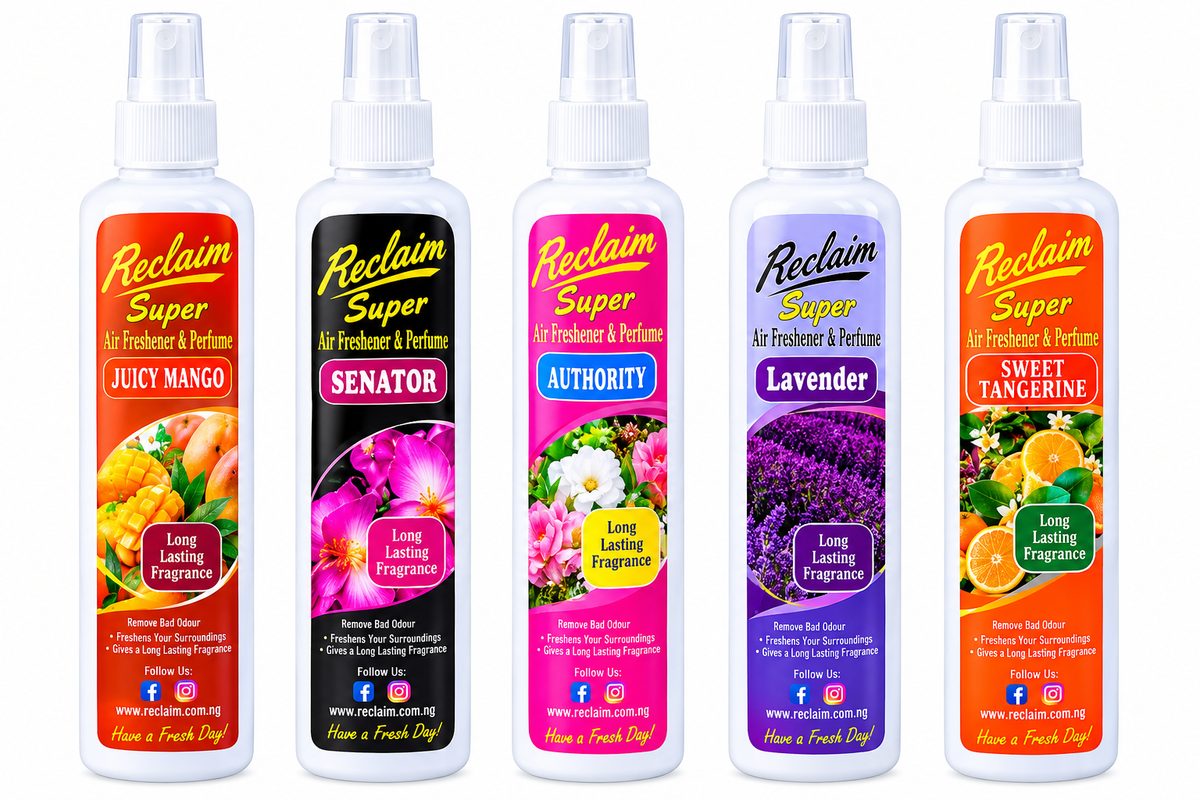 Reclaim
Super
Air Freshener & Perfume
JUICY MANGO
Long
Lasting
Fragrance
Remove Bad Odour
• Freshens Your Surroundings
• Gives a Long Lasting Fragrance
Follow Us:
www.reclaim.com.ng
Have a Fresh Day!
Reclaim
Super
Air Freshener & Perfume
SENATOR
Long
Lasting
Fragrance
Remove Bad Odour
• Freshens Your Surroundings
• Gives a Long Lasting Fragrance
Follow Us:
www.reclaim.com.ng
Have a Fresh Day!
Reclaim
Super
Air Freshener & Perfume
AUTHORITY
Long
Lasting
Fragrance
Remove Bad Odour
• Freshens Your Surroundings
• Gives a Long Lasting Fragrance
Follow Us:
www.reclaim.com.ng
Have a Fresh Day!
Reclaim
Super
Air Freshener & Perfume
Lavender
Long
Lasting
Fragrance
Remove Bad Odour
• Freshens Your Surroundings
• Gives a Long Lasting Fragrance
Follow Us:
www.reclaim.com.ng
Have a Fresh Day!
Reclaim
Super
Air Freshener & Perfume
SWEET
TANGERINE
Long
Lasting
Fragrance
Remove Bad Odour
• Freshens Your Surroundings
• Gives a Long Lasting Fragrance
Follow Us:
www.reclaim.com.ng
Have a Fresh Day!